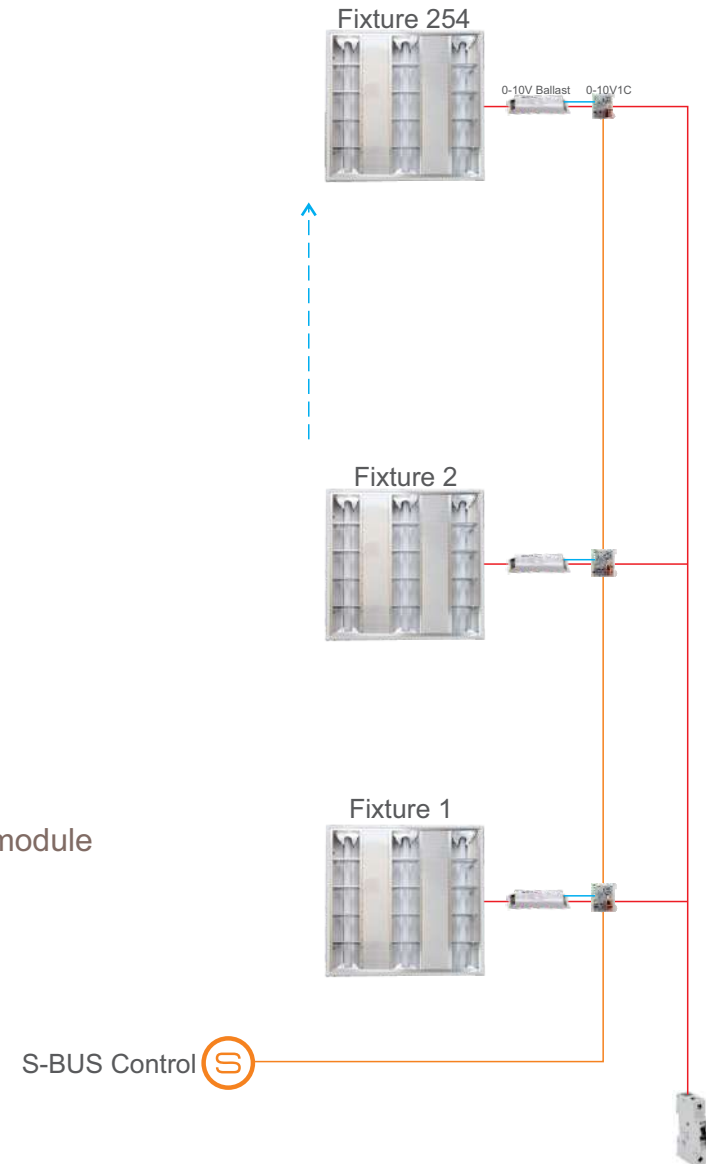 Fixture 254
0-10V Ballast 0-10V1C
Fixture 2
Fixture 1
module
S-BUS Control
S